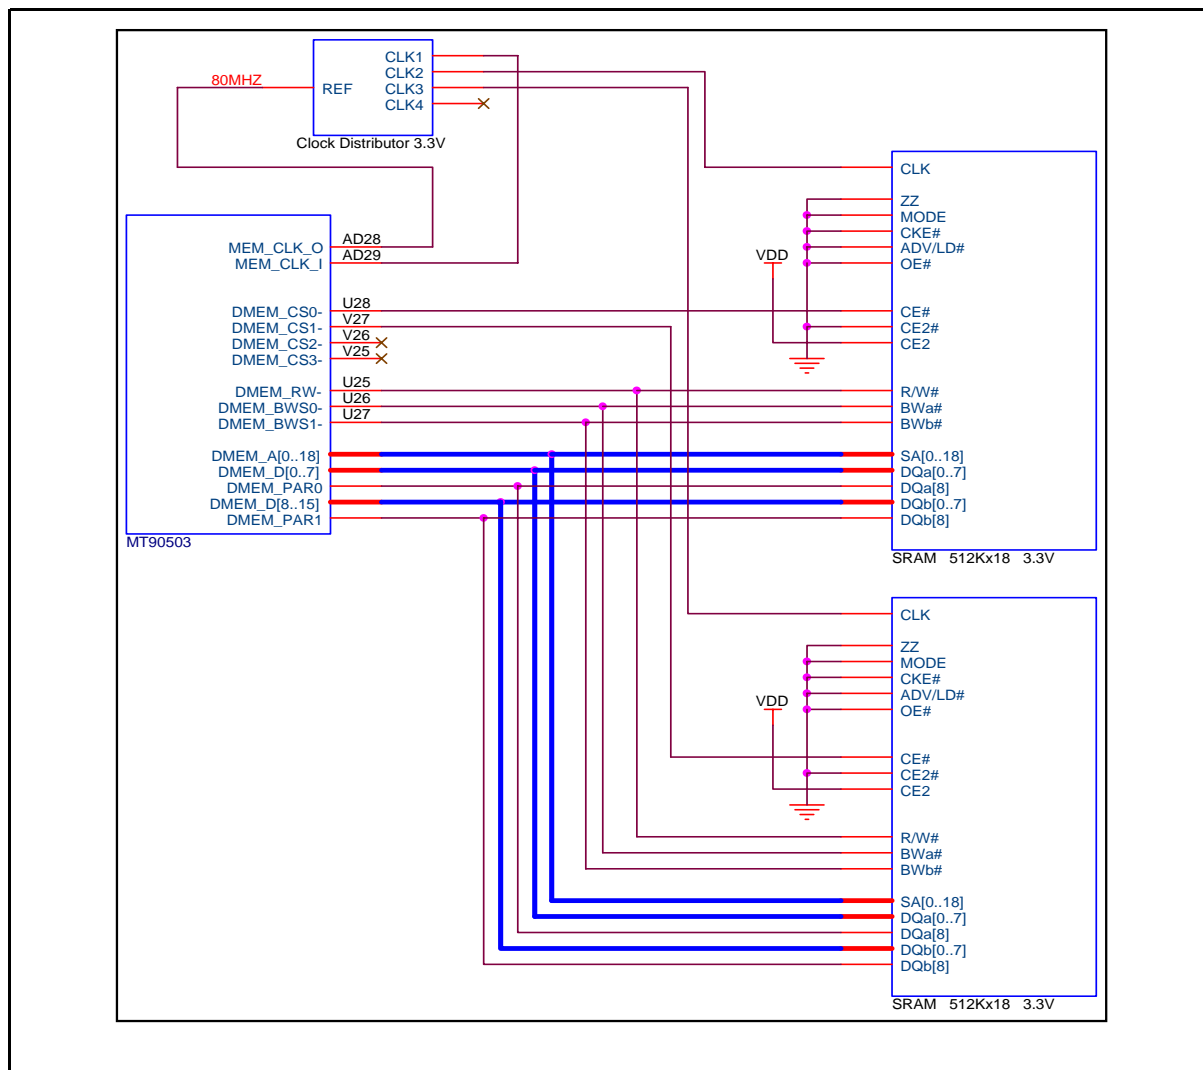 CLK1
CLK2
80MHZ
REF
CLK3
CLK4
Clock Distributor 3.3V
CLK
ZZ
MODE
CKE#
ADV/LD#
OE#
VDD
CE#
CE2#
CE2
R/W#
BWa#
BWb#
SA[0..18]
DQa[0..7]
DQa[8]
DQb[0..7]
DQb[8]
SRAM 512Kx18 3.3V
MEM_CLK_O AD28
MEM_CLK_I AD29
DMEM_CS0- U28
DMEM_CS1- V27
DMEM_CS2- V26
DMEM_CS3- V25
DMEM_RW- U25
DMEM_BWS0- U26
DMEM_BWS1- U27
DMEM_A[0..18]
DMEM_D[0..7]
DMEM_PAR0
DMEM_D[8..15]
DMEM_PAR1
MT90503
CLK
ZZ
MODE
CKE#
ADV/LD#
OE#
VDD
CE#
CE2#
CE2
R/W#
BWa#
BWb#
SA[0..18]
DQa[0..7]
DQa[8]
DQb[0..7]
DQb[8]
SRAM 512Kx18 3.3V